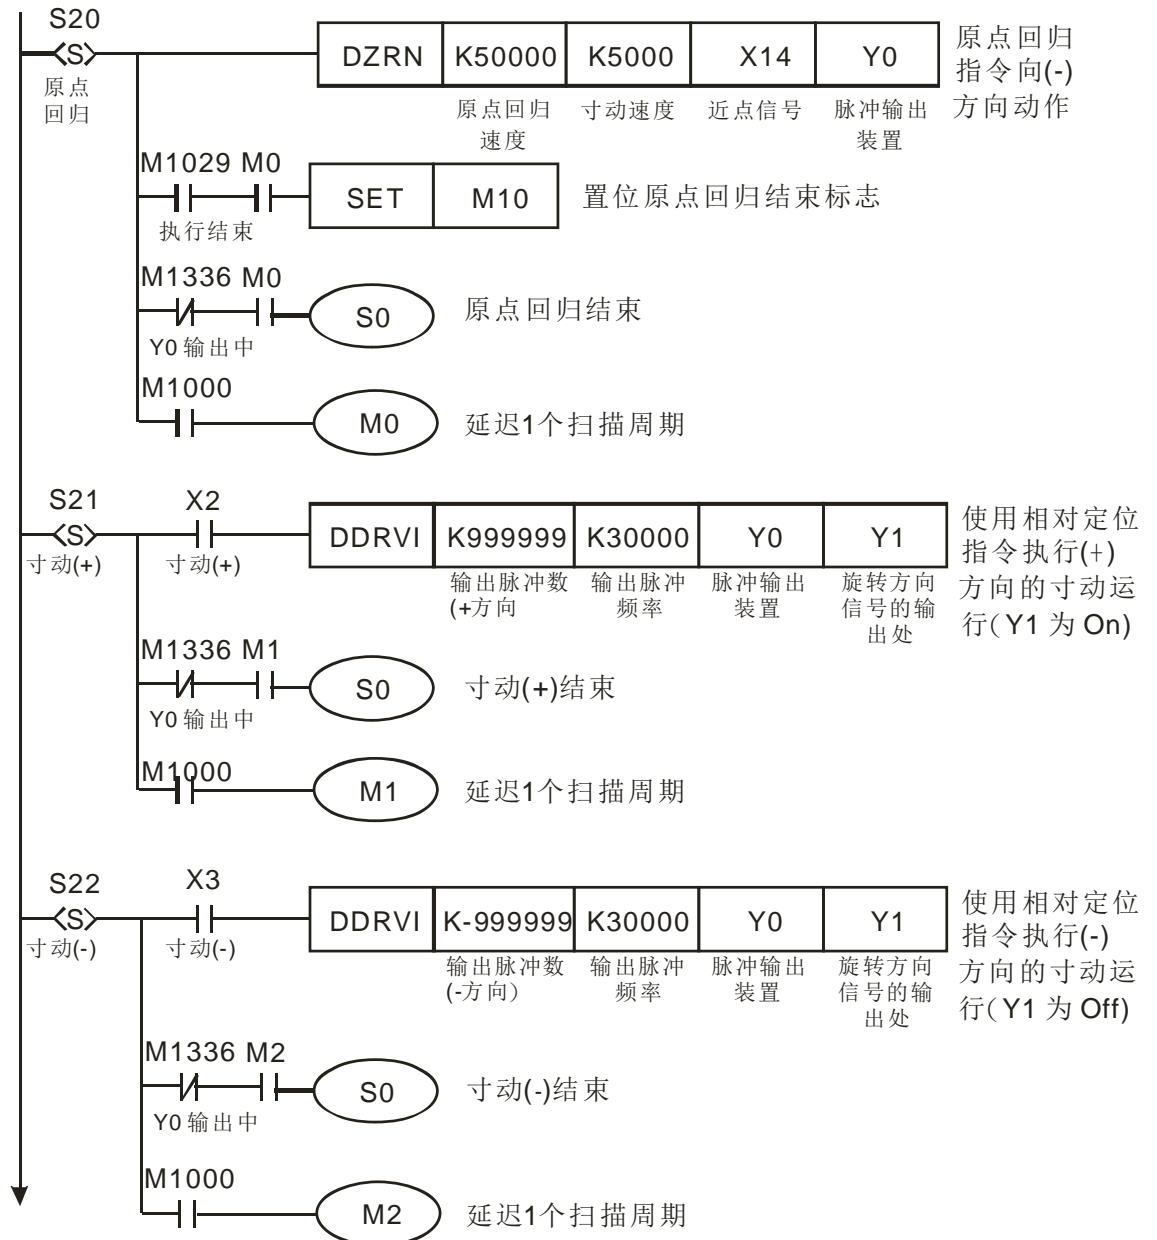 S20
S
原点
回归
DZRN K50000 K5000 X14 Y0
原点回归
速度
寸动速度
近点信号
脉冲输出
装置
原点回归
指令向(-)
方向动作
M1029 M0
执行结束
SET M10
置位原点回归结束标志
M1336 M0
Y0 输出中
S0
原点回归结束
M1000
M0
延迟1个扫描周期
S21
S
寸动(+)
X2
寸动(+)
DDRVI K999999 K30000 Y0 Y1
输出脉冲数
(+方向
输出脉冲
频率
脉冲输出
装置
旋转方向
信号的输
出处
使用相对定位
指令执行(+)
方向的寸动运
行(Y1 为 On)
M1336 M1
Y0 输出中
S0
寸动(+)结束
M1000
M1
延迟1个扫描周期
S22
S
寸动(-)
X3
寸动(-)
DDRVI K-999999 K30000 Y0 Y1
输出脉冲数
(-方向)
输出脉冲
频率
脉冲输出
装置
旋转方向
信号的输
出处
使用相对定位
指令执行(-)
方向的寸动运
行(Y1 为 Off)
M1336 M2
Y0 输出中
S0
寸动(-)结束
M1000
M2
延迟1个扫描周期